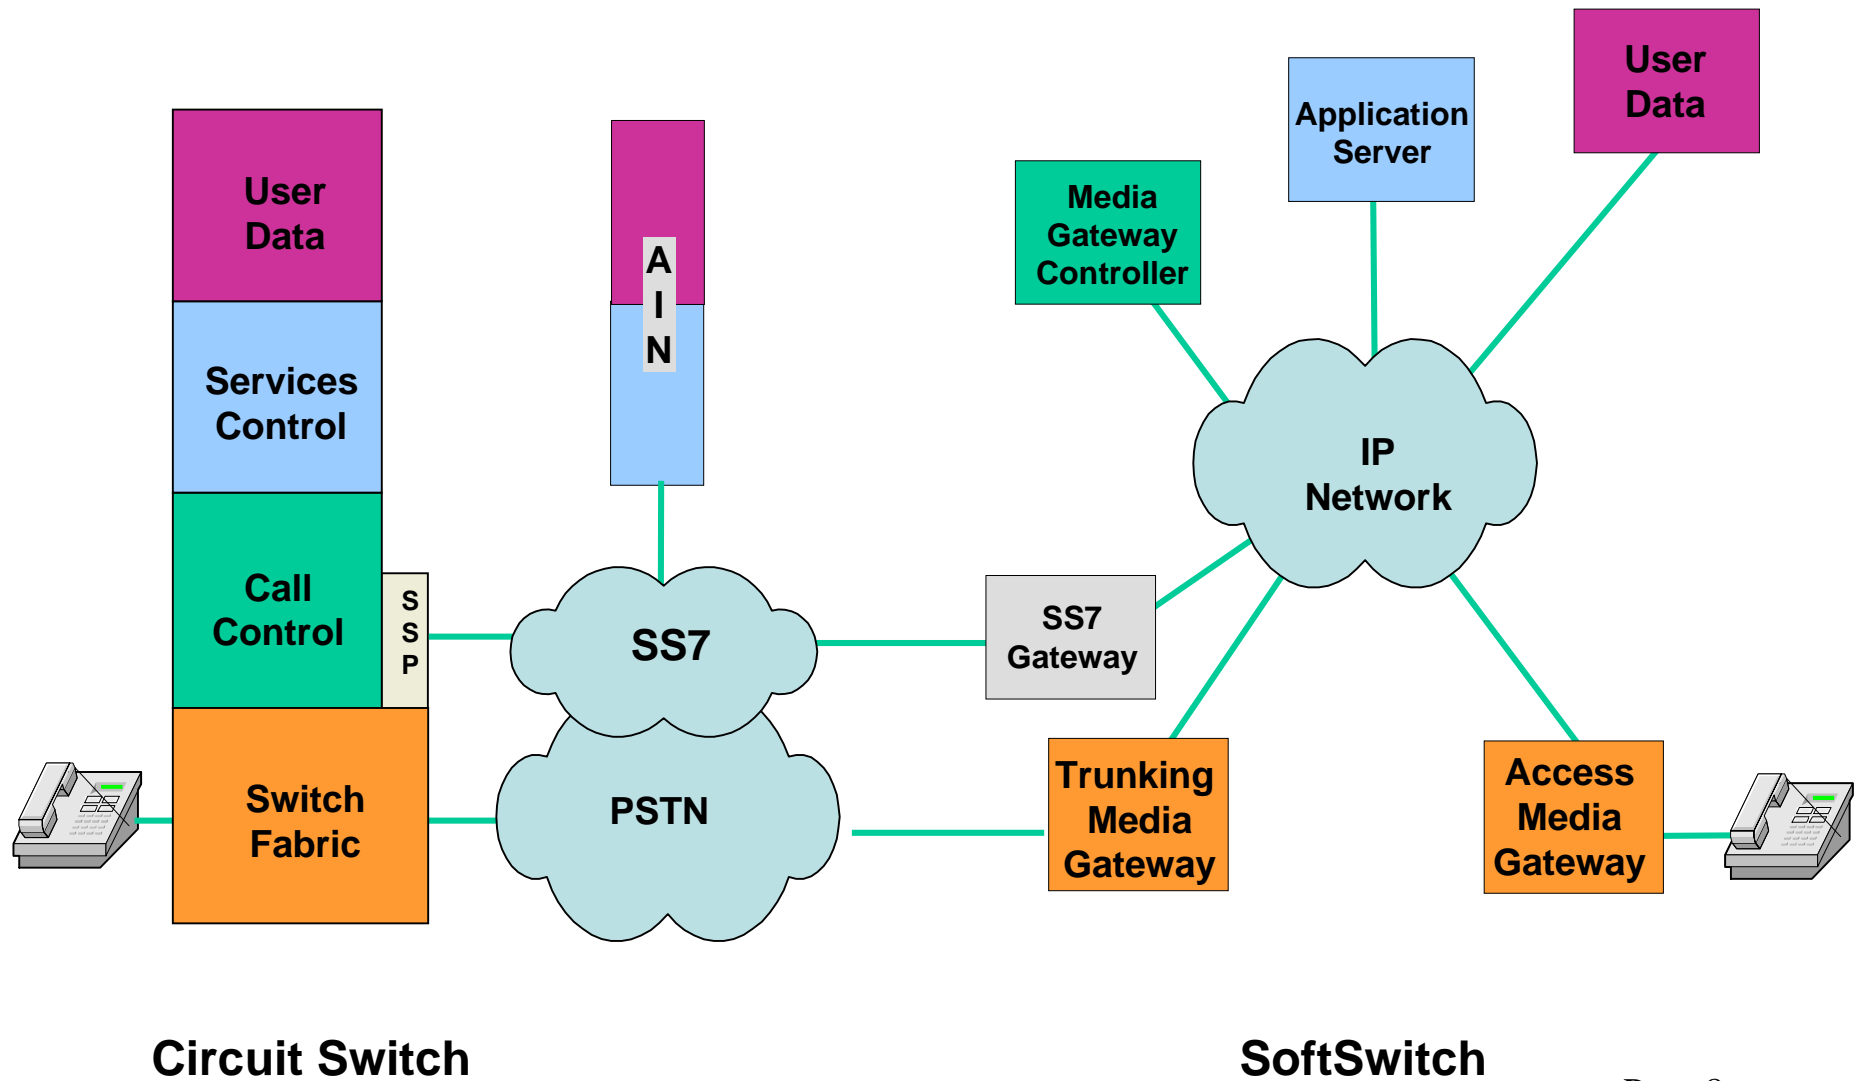 User
Data
Services
Control
Call
Control
S
S
P
Switch
Fabric
A
I
N
SS7
PSTN
Media
Gateway
Controller
Application
Server
User
Data
IP
Network
SS7
Gateway
Trunking
Media
Gateway
Access
Media
Gateway
Circuit Switch
SoftSwitch